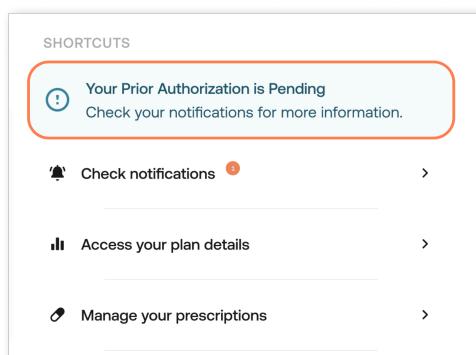 SHORTCUTS
Your Prior Authorization is Pending
Check your notifications for more information.
Check notifications 1
Access your plan details
Manage your prescriptions